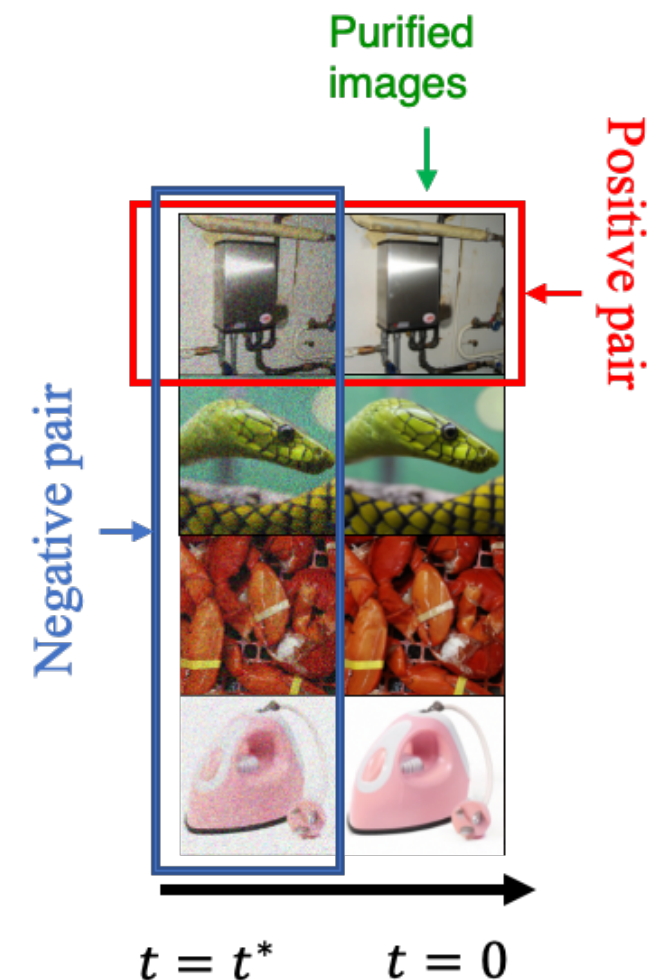 Purified
images
Positive pair
Negative pair
t = t*
t = 0